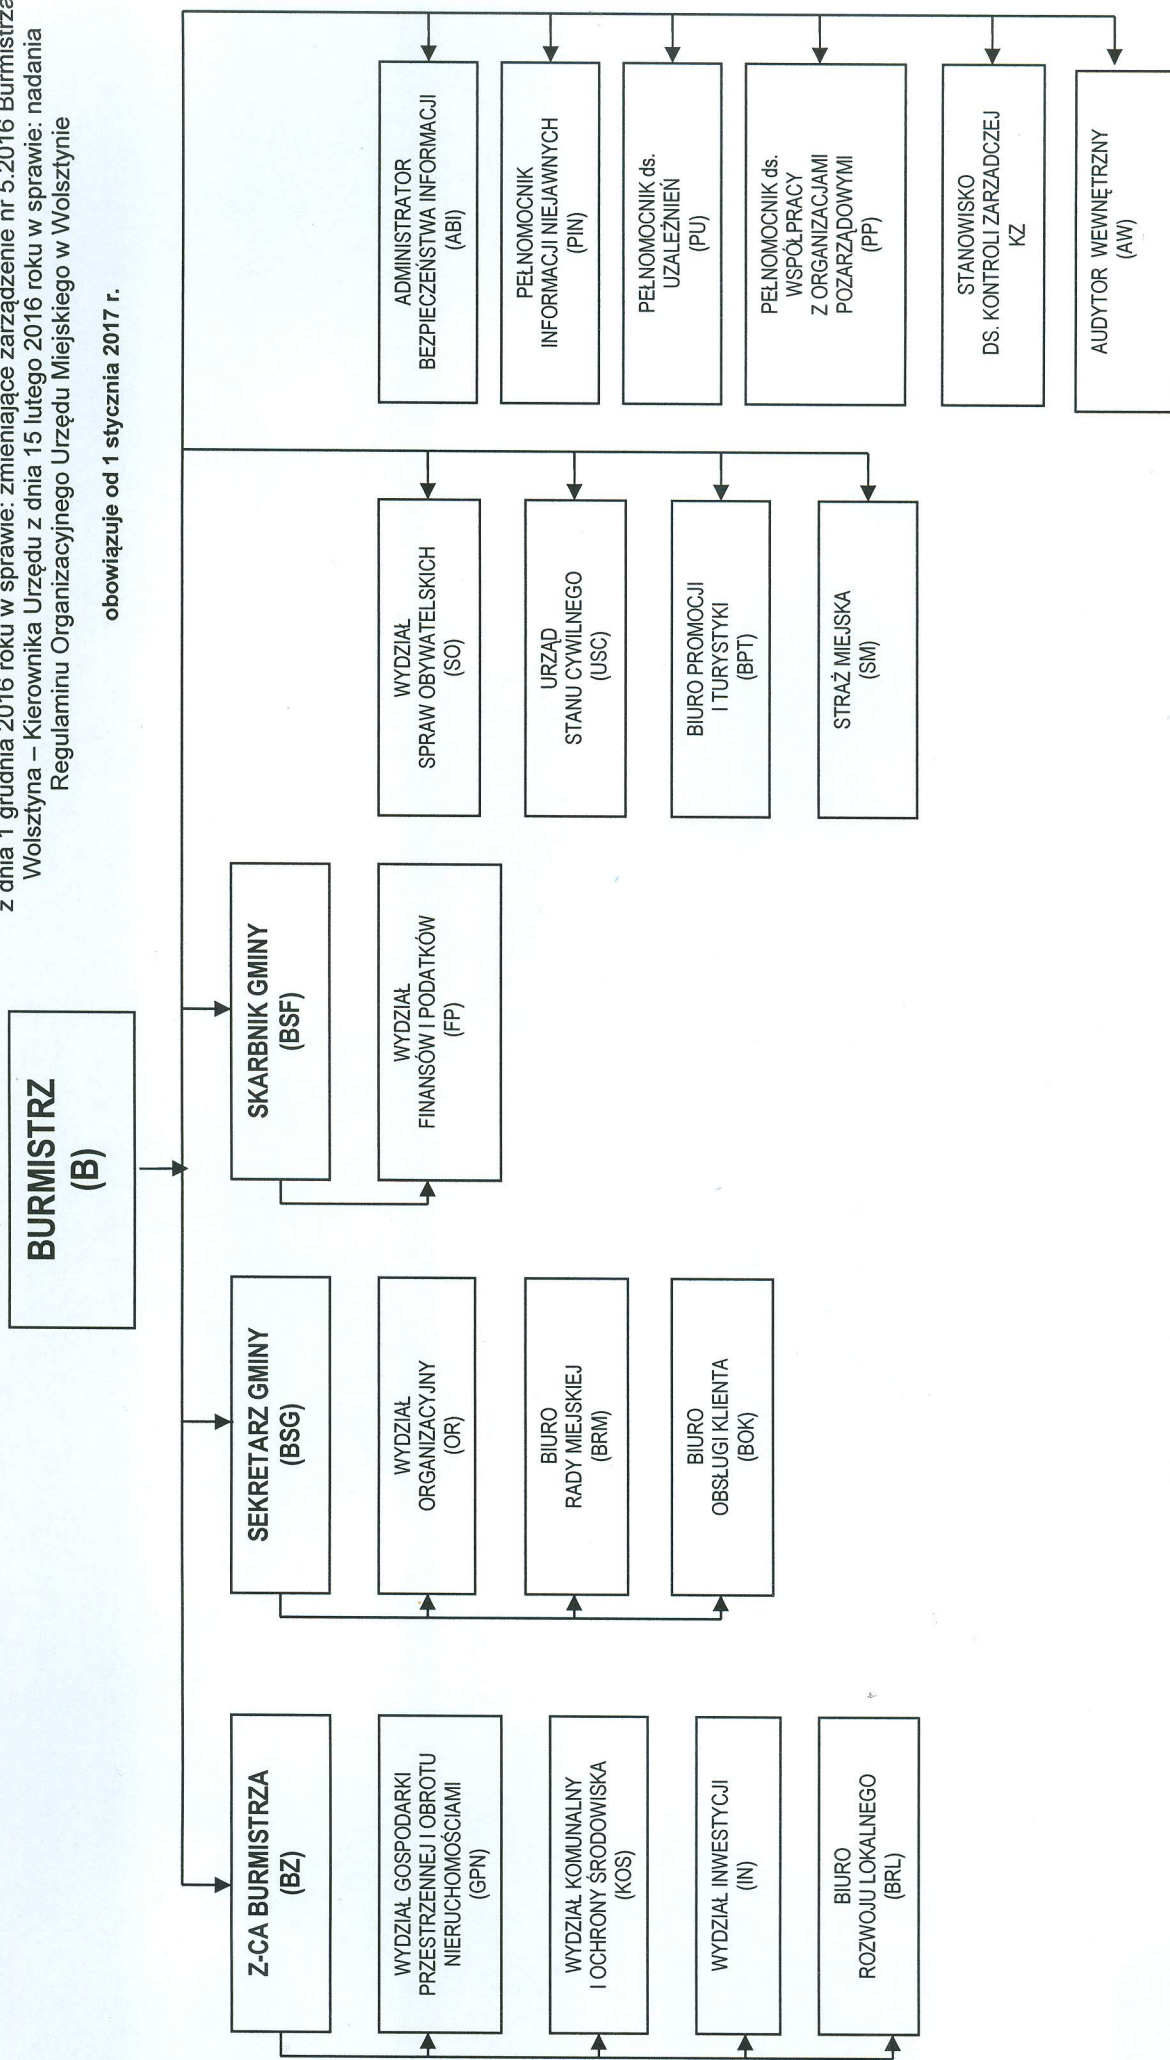 z dnia 1 grudnia 2016 roku w sprawie: zmieniające zarządzenie nr 5.2016 Burmistrza
Wolsztyna – Kierownika Urzędu z dnia 15 lutego 2016 roku w sprawie: nadania
Regulaminu Organizacyjnego Urzędu Miejskiego w Wolsztynie
obowiązuje od 1 stycznia 2017 r.
BURMISTRZ
(B)
Z-CA BURMISTRZA
(BZ)
WYDZIAŁ GOSPODARKI
PRZESTRZENNEJ I OBROTU
NIERUCHOMOŚCIAMI
(GPN)
WYDZIAŁ KOMUNALNY
I OCHRONY ŚRODOWISKA
(KOS)
WYDZIAŁ INWESTYCJI
(IN)
BIURO
ROZWOJU LOKALNEGO
(BRL)
SEKRETARZ GMINY
(BSG)
WYDZIAŁ
ORGANIZACYJNY
(OR)
BIURO
RADY MIEJSKIEJ
(BRM)
BIURO
OBSŁUGI KLIENTA
(BOK)
SKARBNIK GMINY
(BSF)
WYDZIAŁ
FINANSÓW I PODATKÓW
(FP)
WYDZIAŁ
SPRAW OBYWATELSKICH
(SO)
URZĄD
STANU CYWILNEGO
(USC)
BIURO PROMOCJI
I TURYSTYKI
(BPT)
STRAŻ MIEJSKA
(SM)
ADMINISTRATOR
BEZPIECZEŃSTWA INFORMACJI
(ABI)
PEŁNOMOCNIK
INFORMACJI NIEJAWNYCH
(PIN)
PEŁNOMOCNIK ds.
UZALEŻNIEŃ
(PU)
PEŁNOMOCNIK ds.
WSPÓŁPRACY
Z ORGANIZACJAMI
POZARZĄDOWYMI
(PP)
STANOWISKO
DS. KONTROLI ZARZADCZEJ
KZ
AUDYTOR WEWNĘTRZNY
(AW)